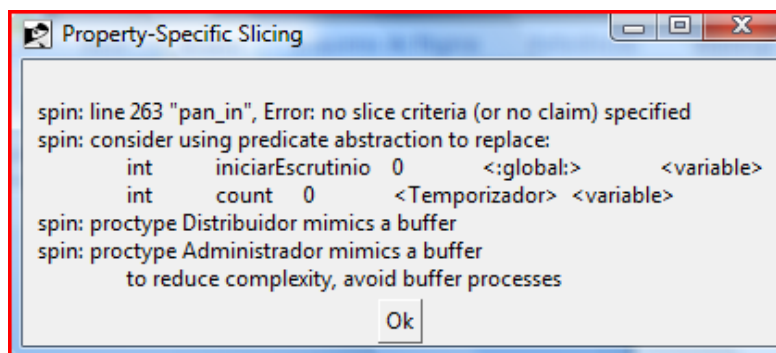 Property-Specific Slicing
spin: line 263 "pan_in", Error: no slice criteria (or no claim) specified
spin: consider using predicate abstraction to replace:
int iniciarEscrutinio 0 <:global:> <variable>
int count 0 <Temporizador> <variable>
spin: proctype Distribuidor mimics a buffer
spin: proctype Administrador mimics a buffer
to reduce complexity, avoid buffer processes
Ok